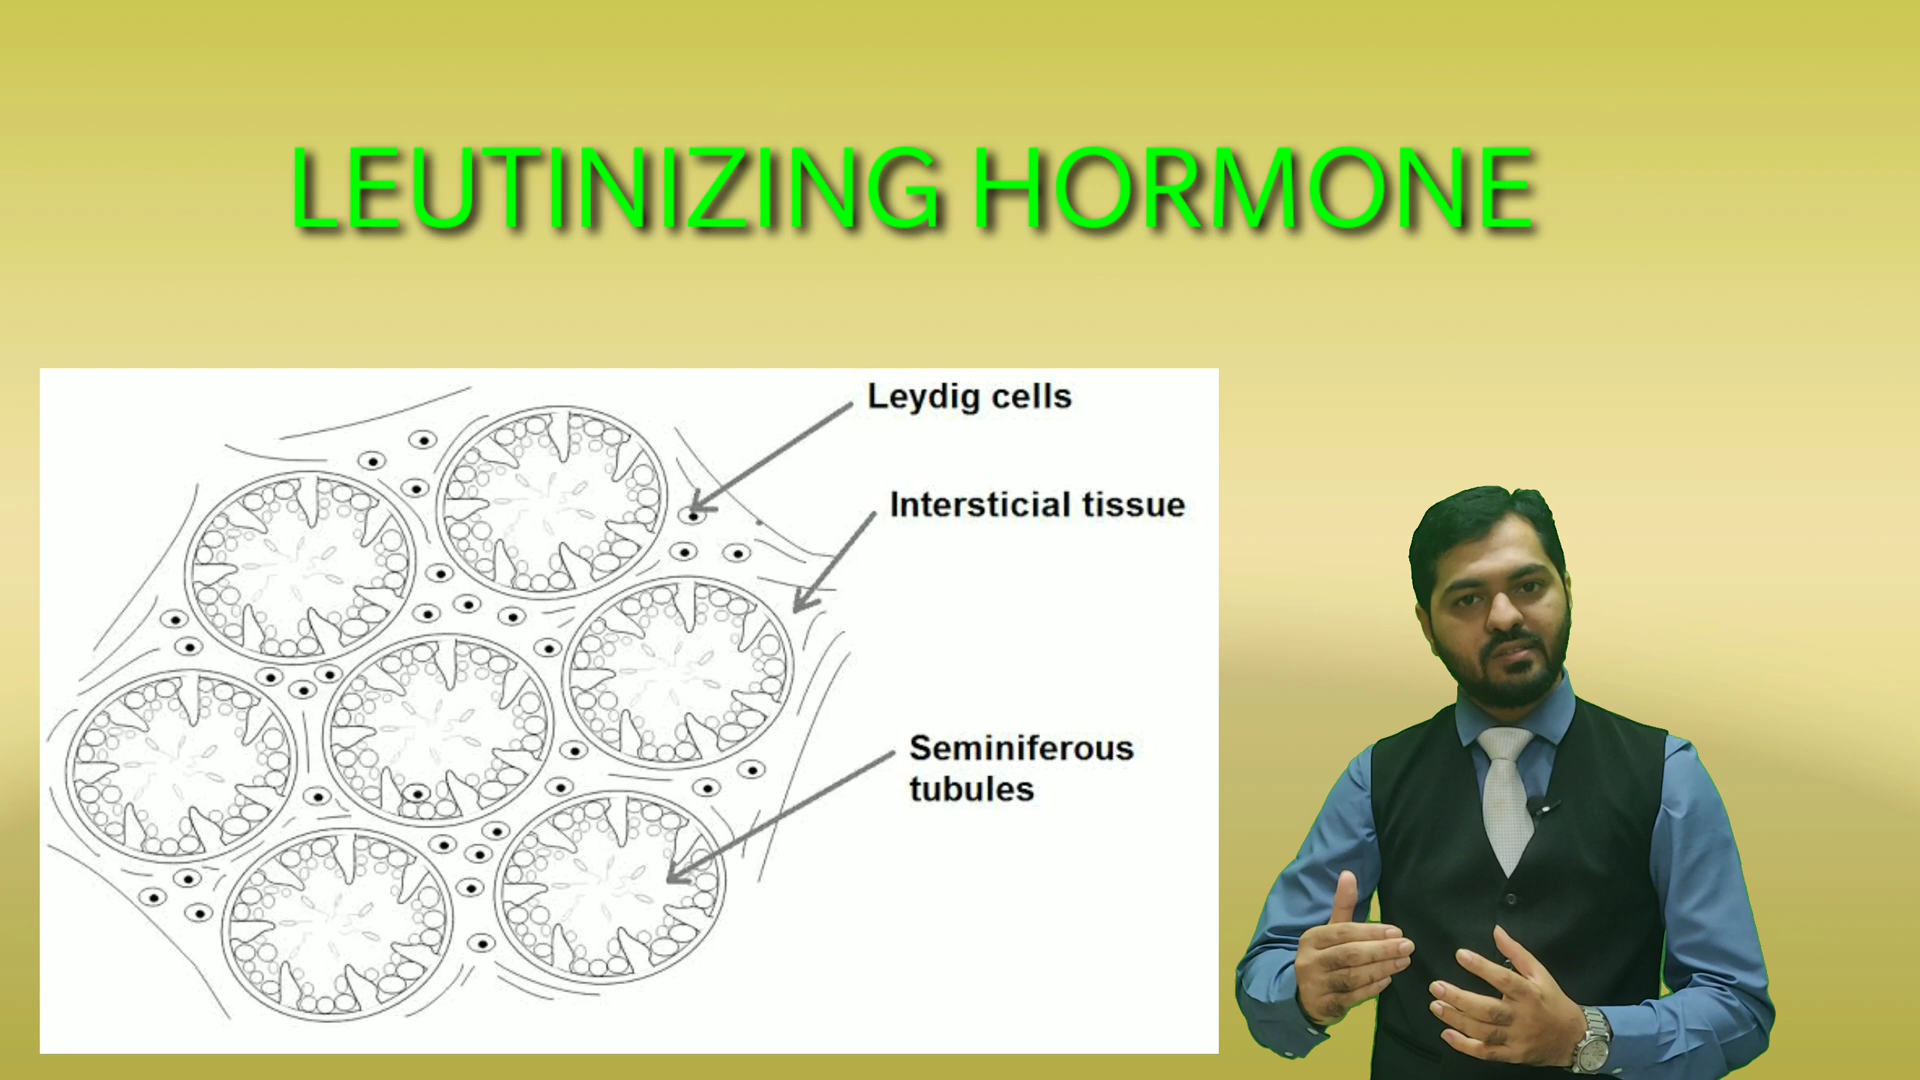 LEUTINIZING HORMONE
Leydig cells
Intersticial tissue
Seminiferous
tubules